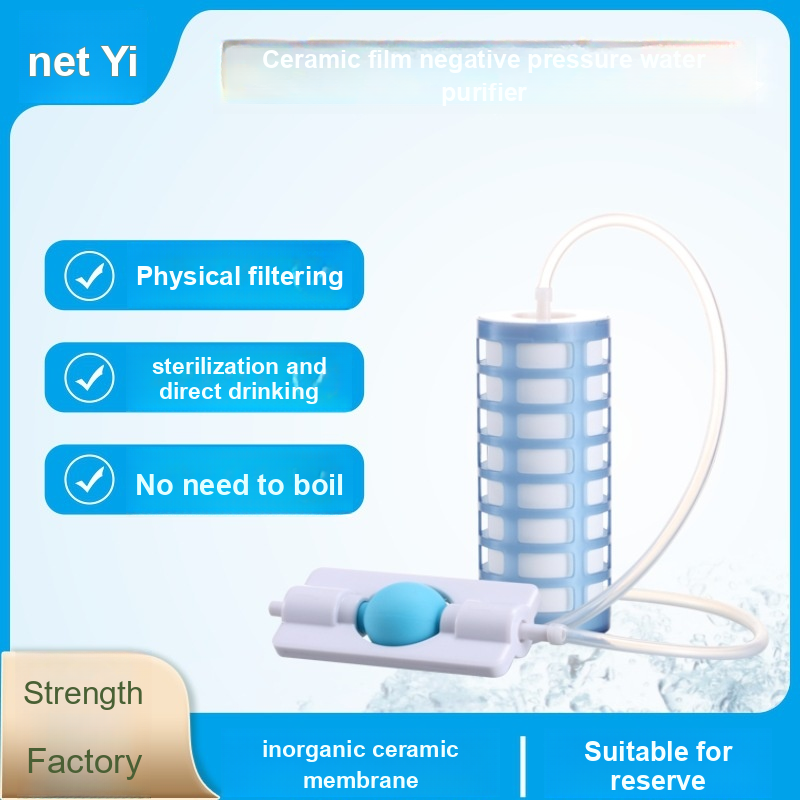 net Yi
Ceramic film negative pressure water
purifier
Physical filtering
sterilization and
direct drinking
No need to boil
Strength
Factory
inorganic ceramic
membrane
Suitable for
reserve